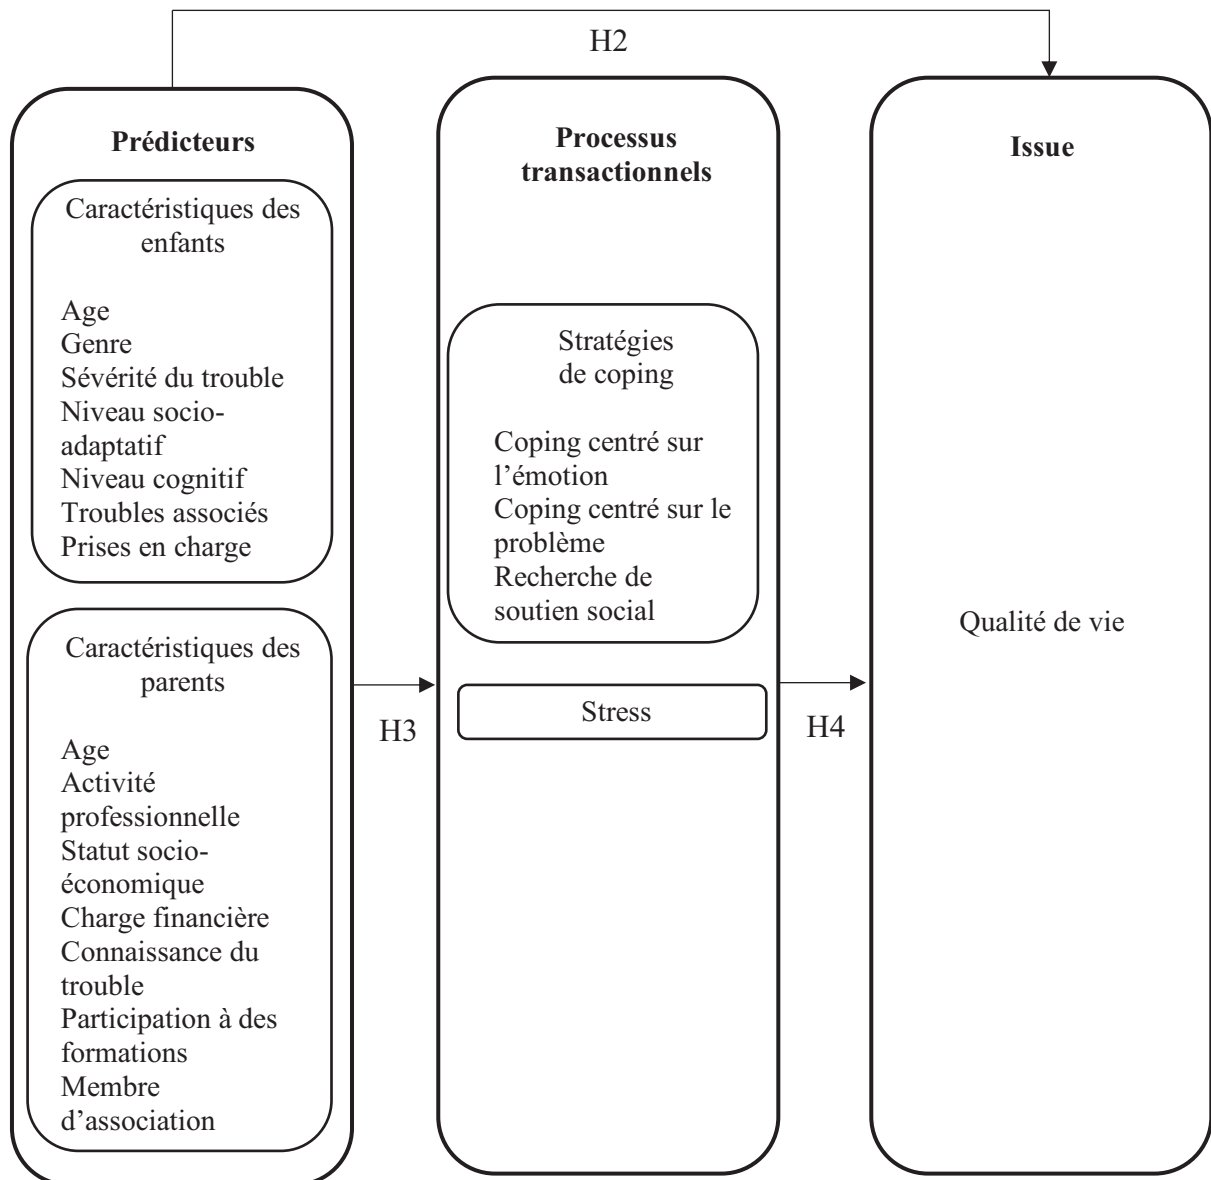 H2
Prédicteurs
Caractéristiques des
enfants
Age
Genre
Sévérité du trouble
Niveau socio-
adaptatif
Niveau cognitif
Troubles associés
Prises en charge
Caractéristiques des
parents
Age
Activité
professionnelle
Statut socio-
économique
Charge financière
Connaissance du
trouble
Participation à des
formations
Membre
d’association
H3
Processus
transactionnels
Stratégies
de coping
Coping centré sur
l’émotion
Coping centré sur le
problème
Recherche de
soutien social
Stress
H4
Issue
Qualité de vie